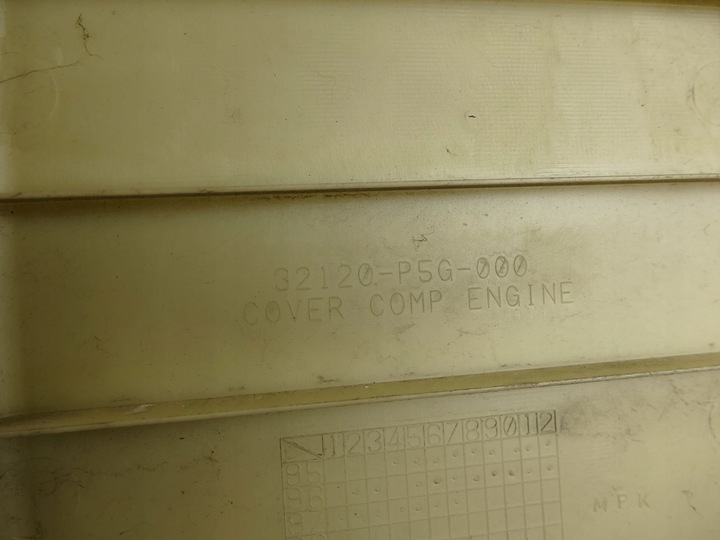 32120-P5G-000
COVER COMP ENGINE
123456789012
95
96
MPK